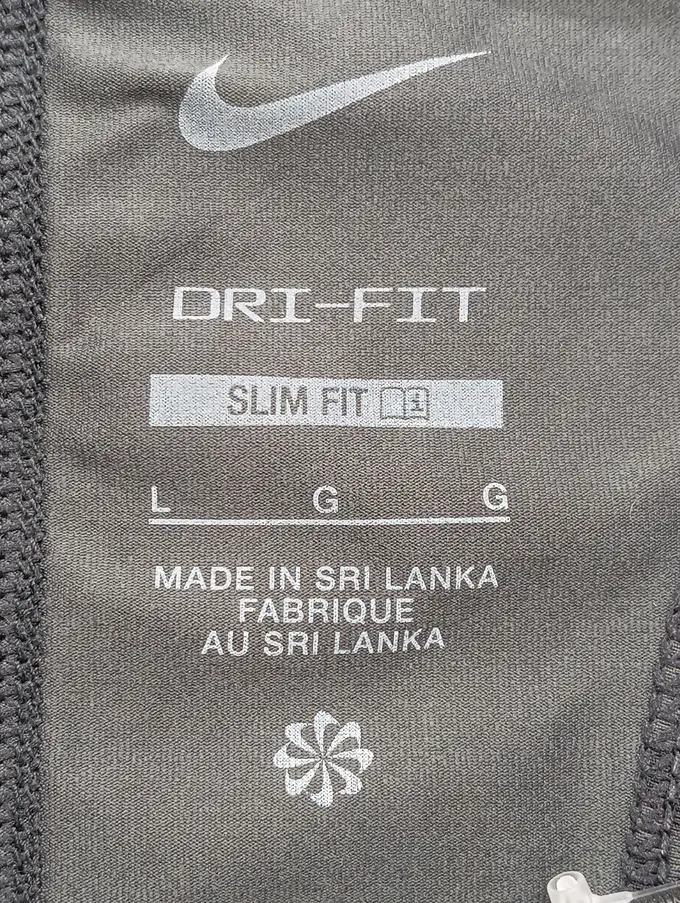 DRI-FIT
SLIM FIT
L G G
MADE IN SRI LANKA
FABRIQUE
AU SRI LANKA